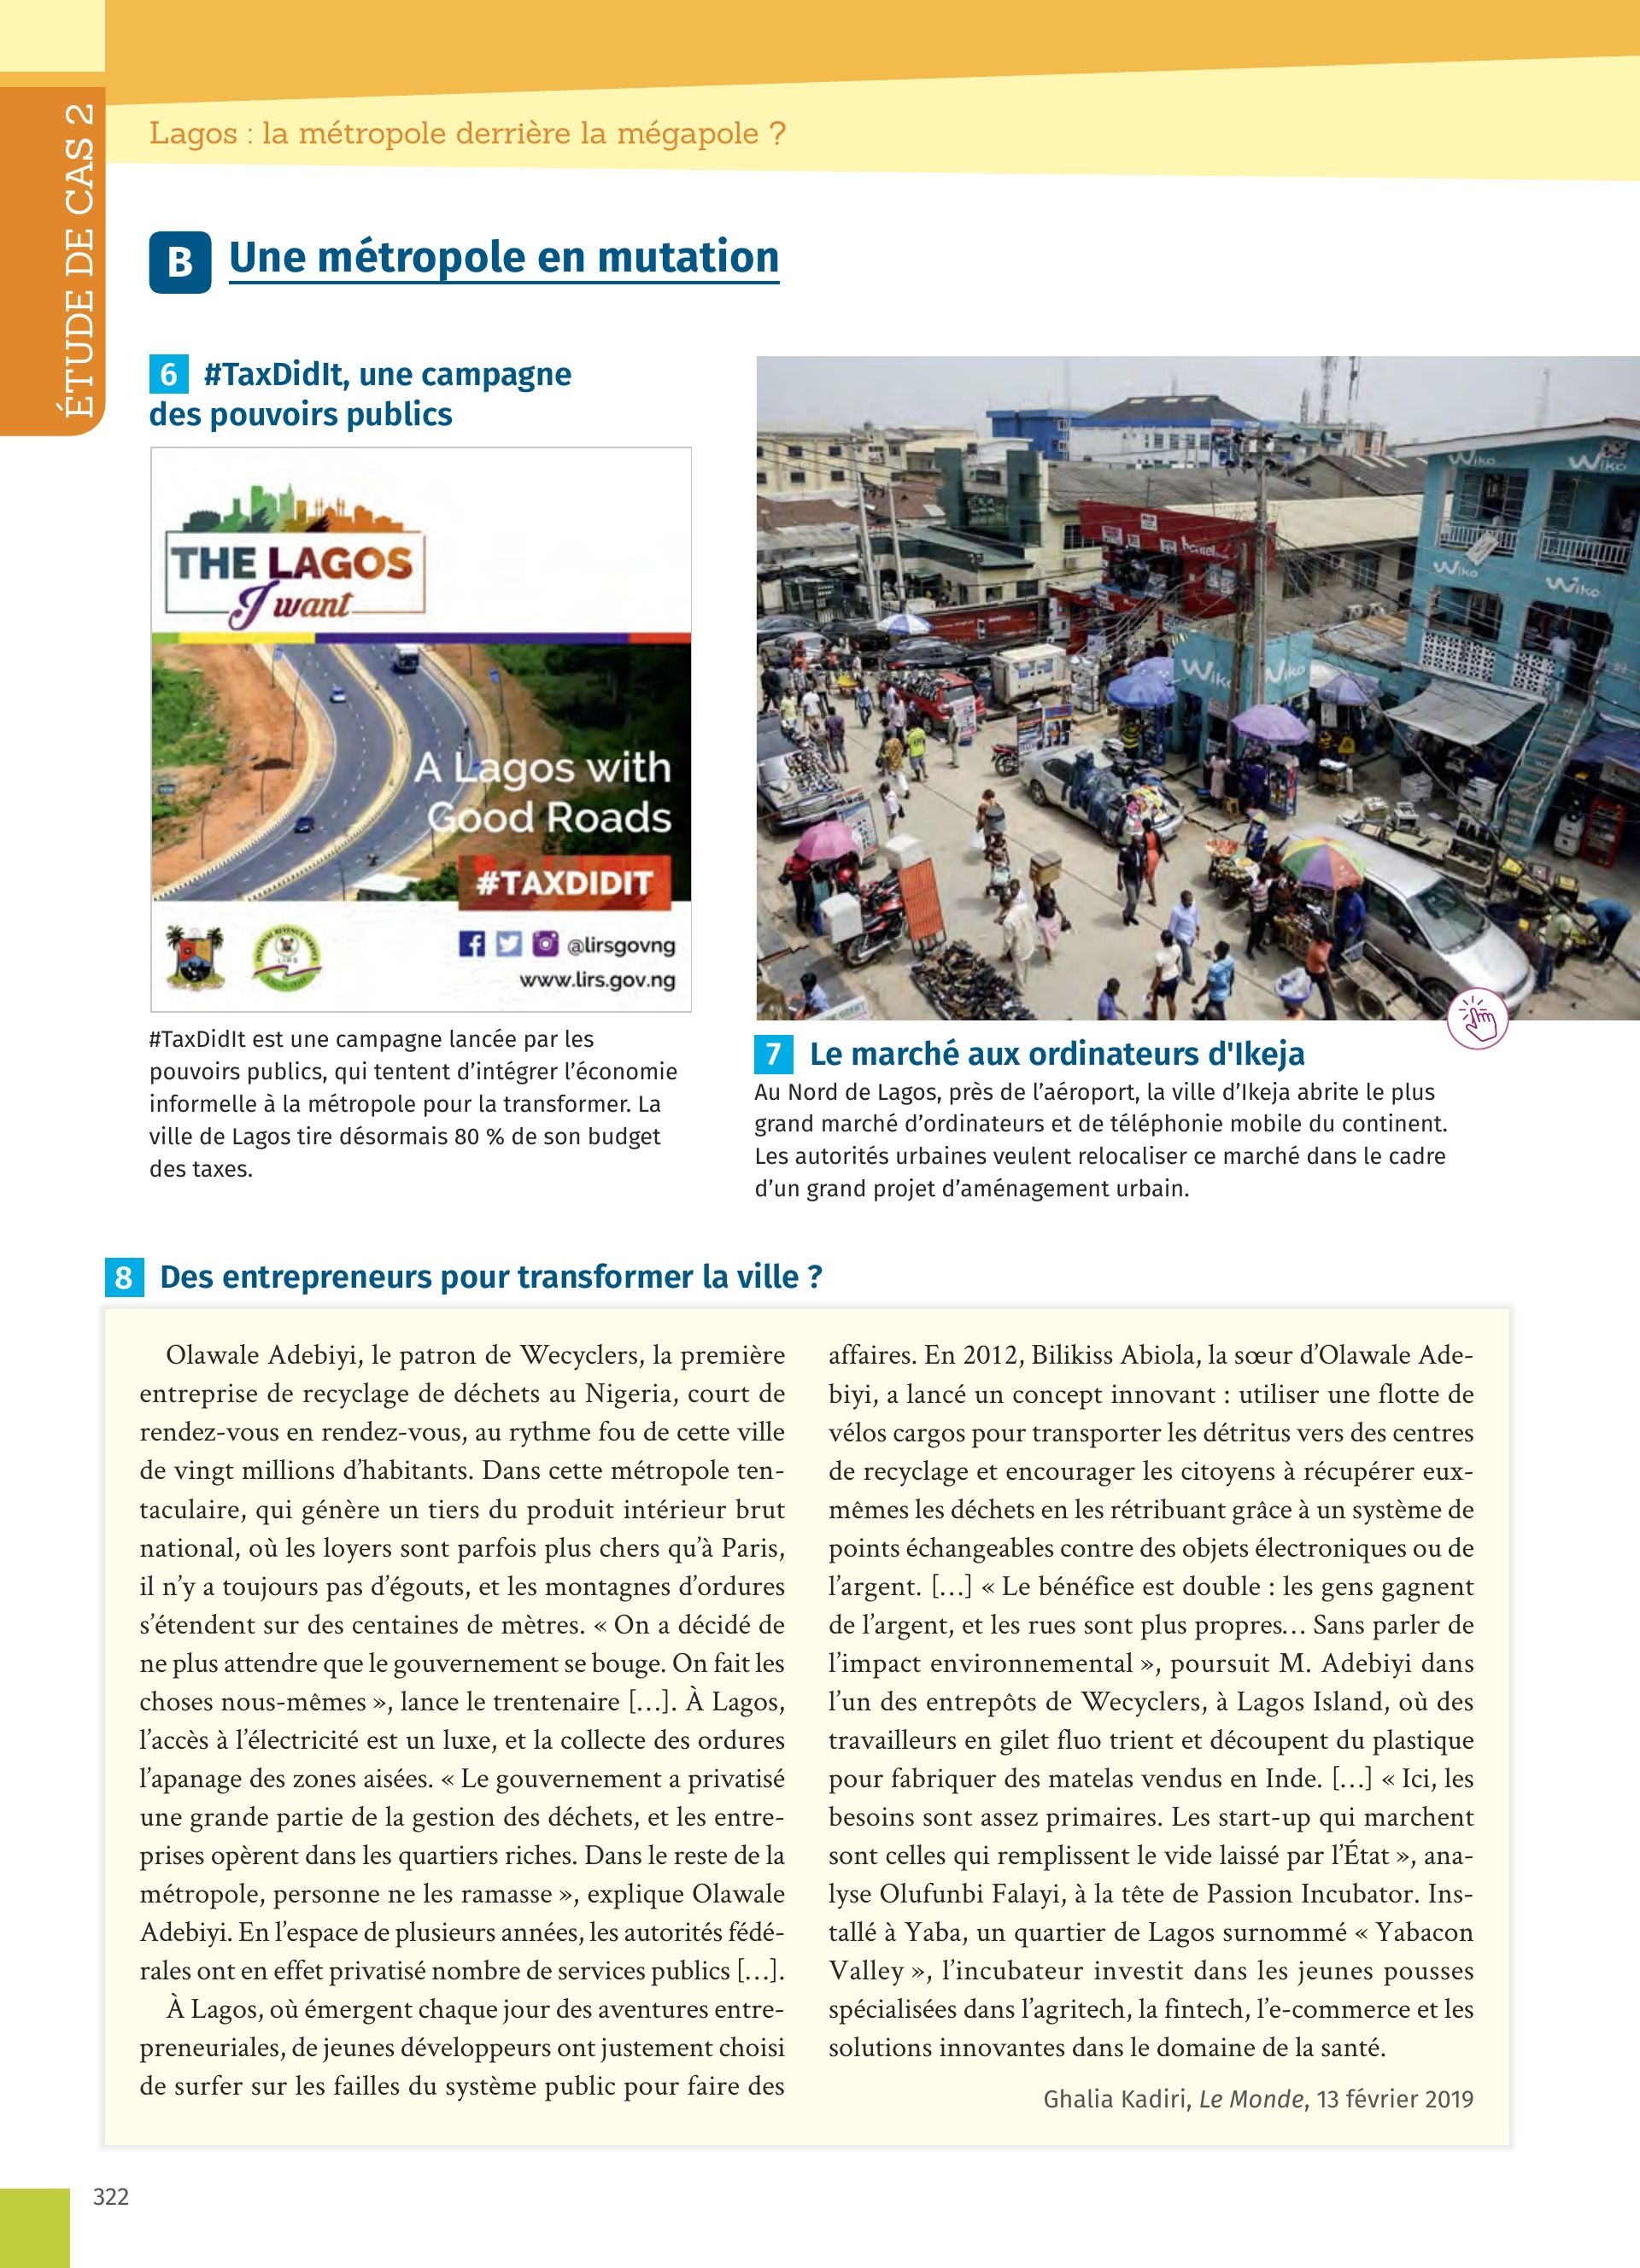 ÉTUDE DE CAS 2
Lagos : la métropole derrière la mégapole ?
B Une métropole en mutation
6 #TaxDidIt, une campagne
des pouvoirs publics
THE LAGOS
I want
A Lagos with
Good Roads
#TAXDIDIT
LIRS
@lirsgovng
www.lirs.gov.ng
#TaxDidIt est une campagne lancée par les
pouvoirs publics, qui tentent d’intégrer l’économie
informelle à la métropole pour la transformer. La
ville de Lagos tire désormais 80 % de son budget
des taxes.
Wiko
Wiko
Wiko
Wiko
Wiko
Wiko
7 Le marché aux ordinateurs d'Ikeja
Au Nord de Lagos, près de l’aéroport, la ville d’Ikeja abrite le plus
grand marché d’ordinateurs et de téléphonie mobile du continent.
Les autorités urbaines veulent relocaliser ce marché dans le cadre
d’un grand projet d’aménagement urbain.
8 Des entrepreneurs pour transformer la ville ?
Olawale Adebiyi, le patron de Wecyclers, la première
entreprise de recyclage de déchets au Nigeria, court de
rendez-vous en rendez-vous, au rythme fou de cette ville
de vingt millions d’habitants. Dans cette métropole ten-
taculaire, qui génère un tiers du produit intérieur brut
national, où les loyers sont parfois plus chers qu’à Paris,
il n’y a toujours pas d’égouts, et les montagnes d’ordures
s’étendent sur des centaines de mètres. « On a décidé de
ne plus attendre que le gouvernement se bouge. On fait les
choses nous-mêmes », lance le trentenaire […]. À Lagos,
l’accès à l’électricité est un luxe, et la collecte des ordures
l’apanage des zones aisées. « Le gouvernement a privatisé
une grande partie de la gestion des déchets, et les entre-
prises opèrent dans les quartiers riches. Dans le reste de la
métropole, personne ne les ramasse », explique Olawale
Adebiyi. En l’espace de plusieurs années, les autorités fédé-
rales ont en effet privatisé nombre de services publics […].
À Lagos, où émergent chaque jour des aventures entre-
preneuriales, de jeunes développeurs ont justement choisi
de surfer sur les failles du système public pour faire des
affaires. En 2012, Bilikiss Abiola, la sœur d’Olawale Ade-
biyi, a lancé un concept innovant : utiliser une flotte de
vélos cargos pour transporter les détritus vers des centres
de recyclage et encourager les citoyens à récupérer eux-
mêmes les déchets en les rétribuant grâce à un système de
points échangeables contre des objets électroniques ou de
l’argent. […] « Le bénéfice est double : les gens gagnent
de l’argent, et les rues sont plus propres… Sans parler de
l’impact environnemental », poursuit M. Adebiyi dans
l’un des entrepôts de Wecyclers, à Lagos Island, où des
travailleurs en gilet fluo trient et découpent du plastique
pour fabriquer des matelas vendus en Inde. […] « Ici, les
besoins sont assez primaires. Les start-up qui marchent
sont celles qui remplissent le vide laissé par l’État », ana-
lyse Olufunbi Falayi, à la tête de Passion Incubator. Ins-
tallé à Yaba, un quartier de Lagos surnommé « Yabacon
Valley », l’incubateur investit dans les jeunes pousses
spécialisées dans l’agritech, la fintech, l’e-commerce et les
solutions innovantes dans le domaine de la santé.
Ghalia Kadiri, Le Monde, 13 février 2019
322